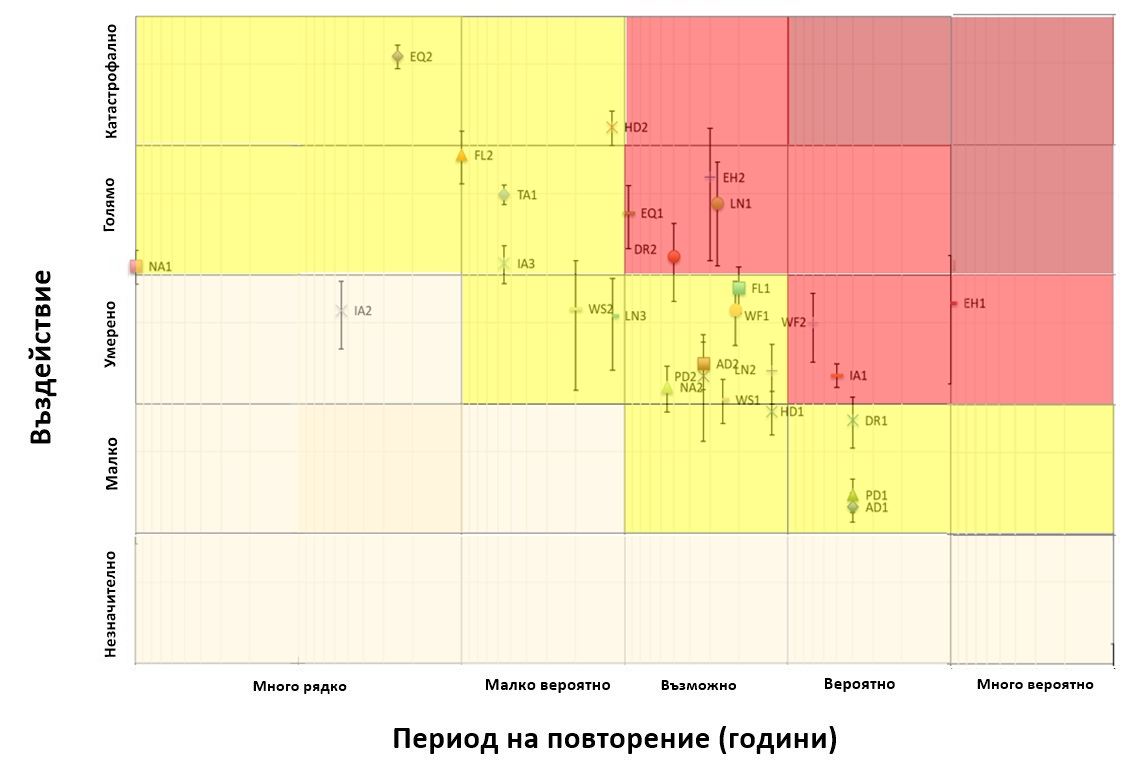 Въздействие
Катастрофално
Голямо
Умерено
Малко
Незначително
EQ2
HD2
FL2
EH2
TA1
LN1
EQ1
DR2
NA1
IA3
FL1
EH1
IA2
WS2
LN3
WF1
WF2
AD2
LN2
PD2
IA1
NA2
WS1
HD1
DR1
PD1
AD1
Много рядко
Малко вероятно
Възможно
Вероятно
Много вероятно
Период на повторение (години)